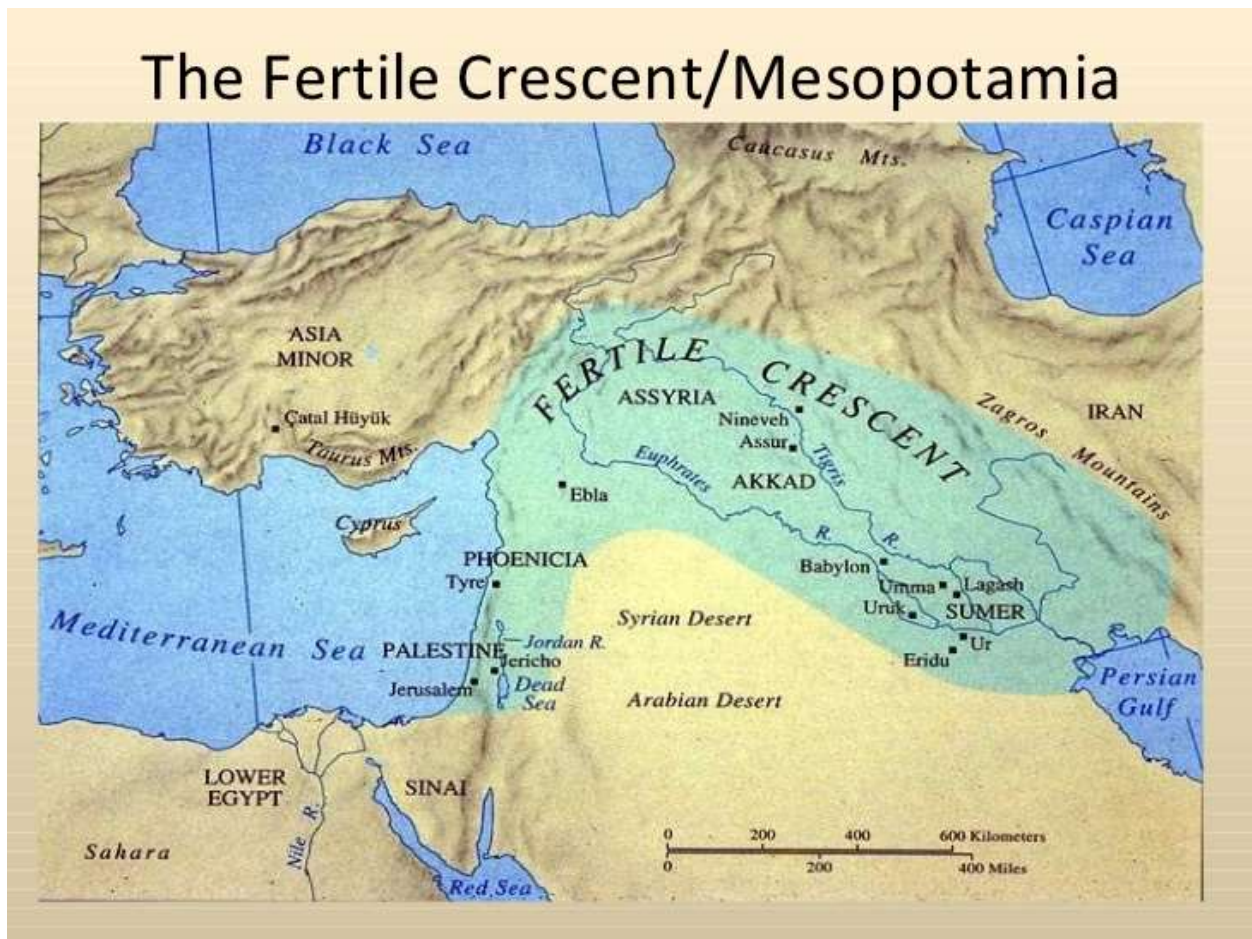 The Fertile Crescent/Mesopotamia
Black Sea
Caucasus Mts.
Caspian
Sea
ASIA
MINOR
FERTILE CRESCENT
ASSYRIA
Nineveh
Assur
Zagros Mountains
IRAN
Çatal Hüyük
Taurus Mts.
Euphrates R.
Tigris R.
AKKAD
Ebla
Cyprus
PHOENICIA
Tyre
Babylon
Umma
Lagash
Uruk
SUMER
Syrian Desert
Mediterranean Sea
PALESTINE
Jordan R.
Jericho
Jerusalem
Dead
Sea
Ur
Eridu
Arabian Desert
Persian
Gulf
LOWER
EGYPT
SINAI
Nile R.
Sahara
Red Sea
0 200 400 600 Kilometers
0 200 400 Miles